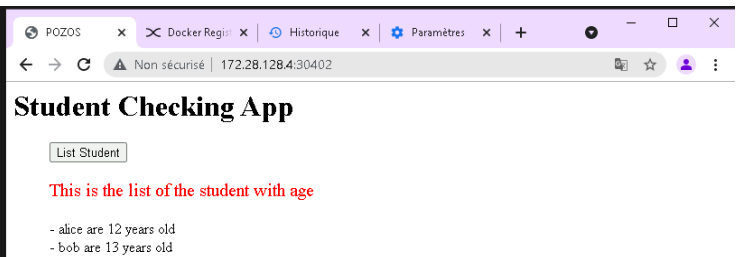 POZOS Docker Regis Historique Paramètres
Non sécurisé | 172.28.128.4:30402
Student Checking App
List Student
This is the list of the student with age
- alice are 12 years old
- bob are 13 years old